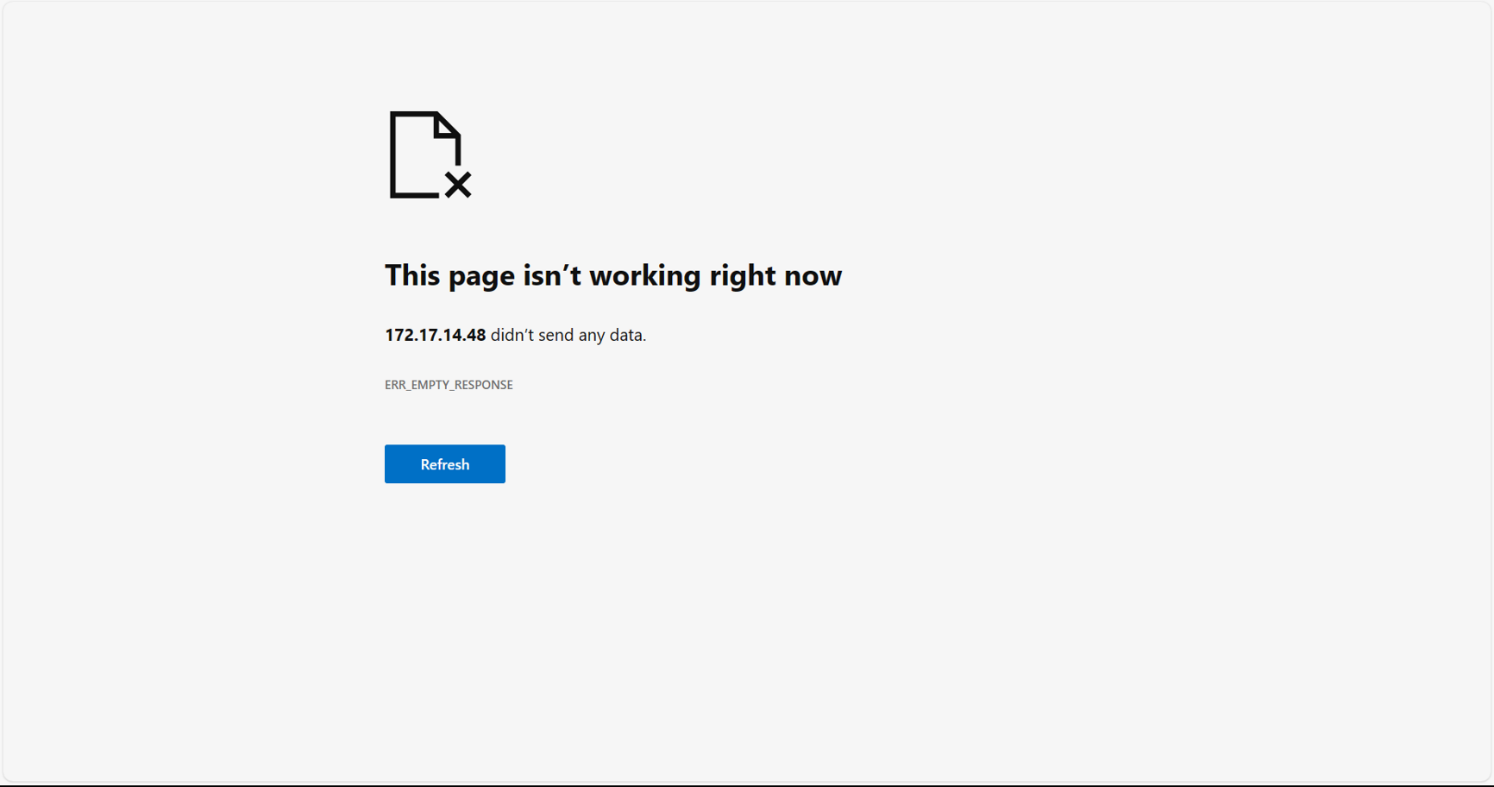 This page isn’t working right now
172.17.14.48 didn’t send any data.
ERR_EMPTY_RESPONSE
Refresh